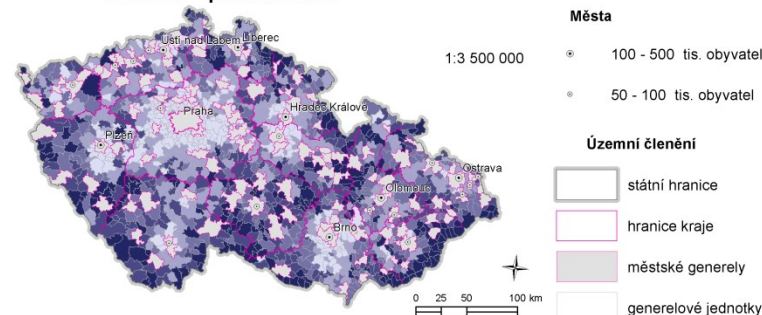 Ústí nad Labem
Liberec
Praha
Hradec Králové
Plzeň
Ostrava
Olomouc
Brno
0 25 50 100 km
1:3 500 000
Města
100 - 500 tis. obyvatel
50 - 100 tis. obyvatel
Územní členění
státní hranice
hranice kraje
městské generely
generelové jednotky